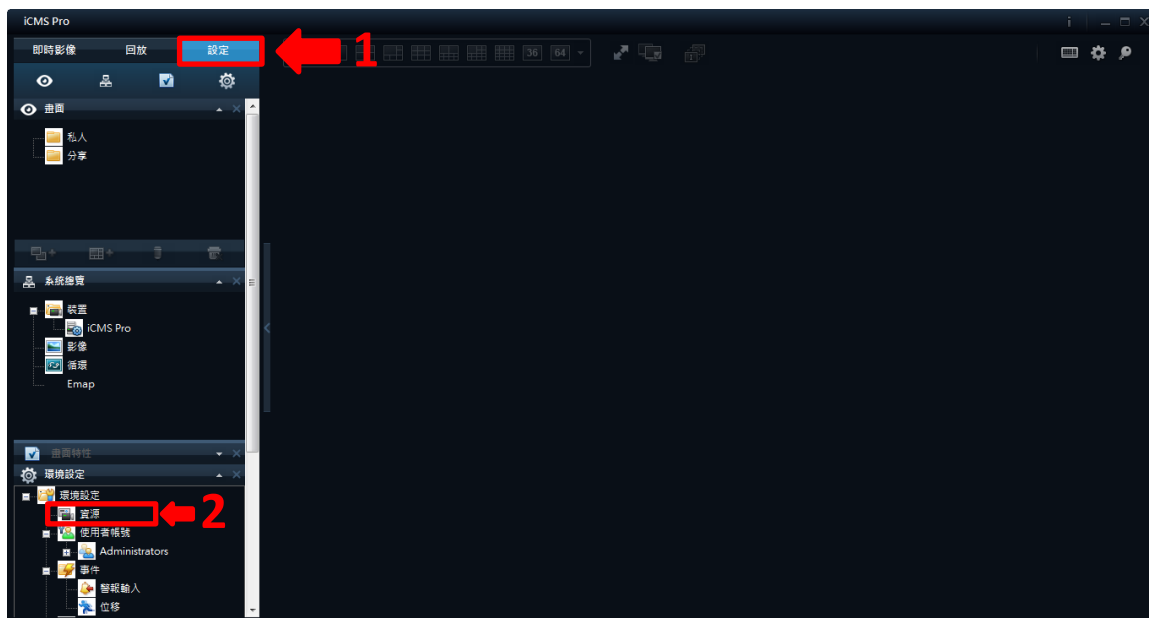 iCMS Pro
即時影像 回放 設定
1
36 64
畫面
私人
分享
系統總覽
裝置
iCMS Pro
影像
循環
Emap
畫面特性
環境設定
環境設定
資源
2
使用者帳號
Administrators
事件
警報輸入
位移